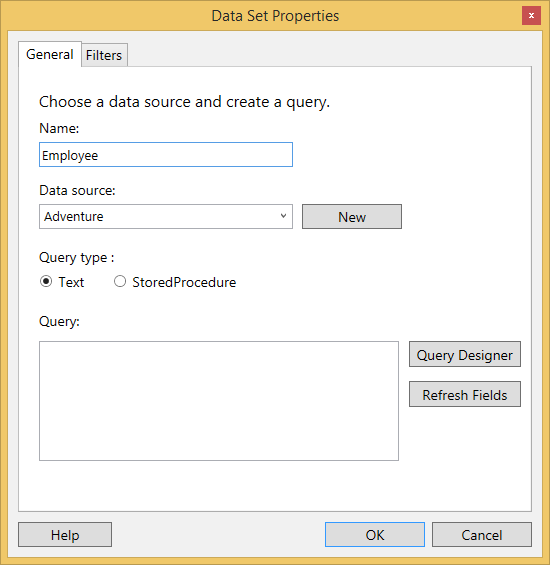 Data Set Properties
x
General Filters
Choose a data source and create a query.
Name:
Employee
Data source:
Adventure New
Query type :
Text StoredProcedure
Query:
Query Designer
Refresh Fields
Help OK Cancel